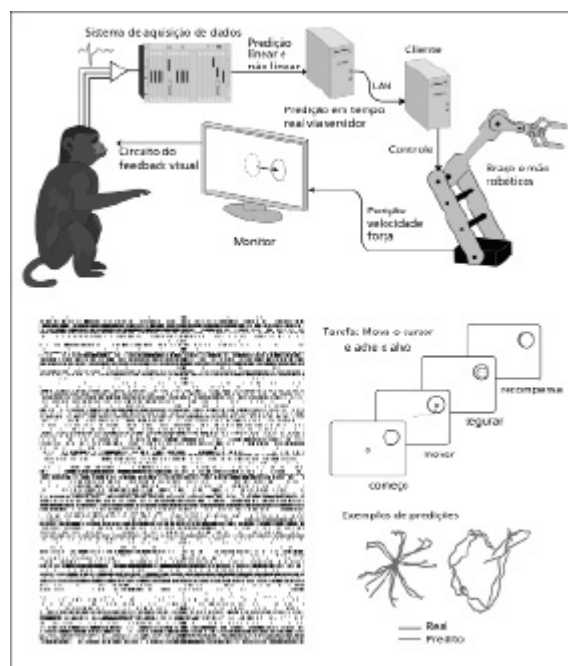 Sistema de aquisição de dados
Predição
linear e
não linear
Cliente
LAN
Predição em tempo
real via servidor
Circuito do
feedback visual
Controle
Braço e mão
robóticos
Posição
velocidade
força
Monitor
Tarefa: Mova o cursor
e ache o alvo
recompensa
segurar
mover
começo
Exemplos de predições
Real
Predito